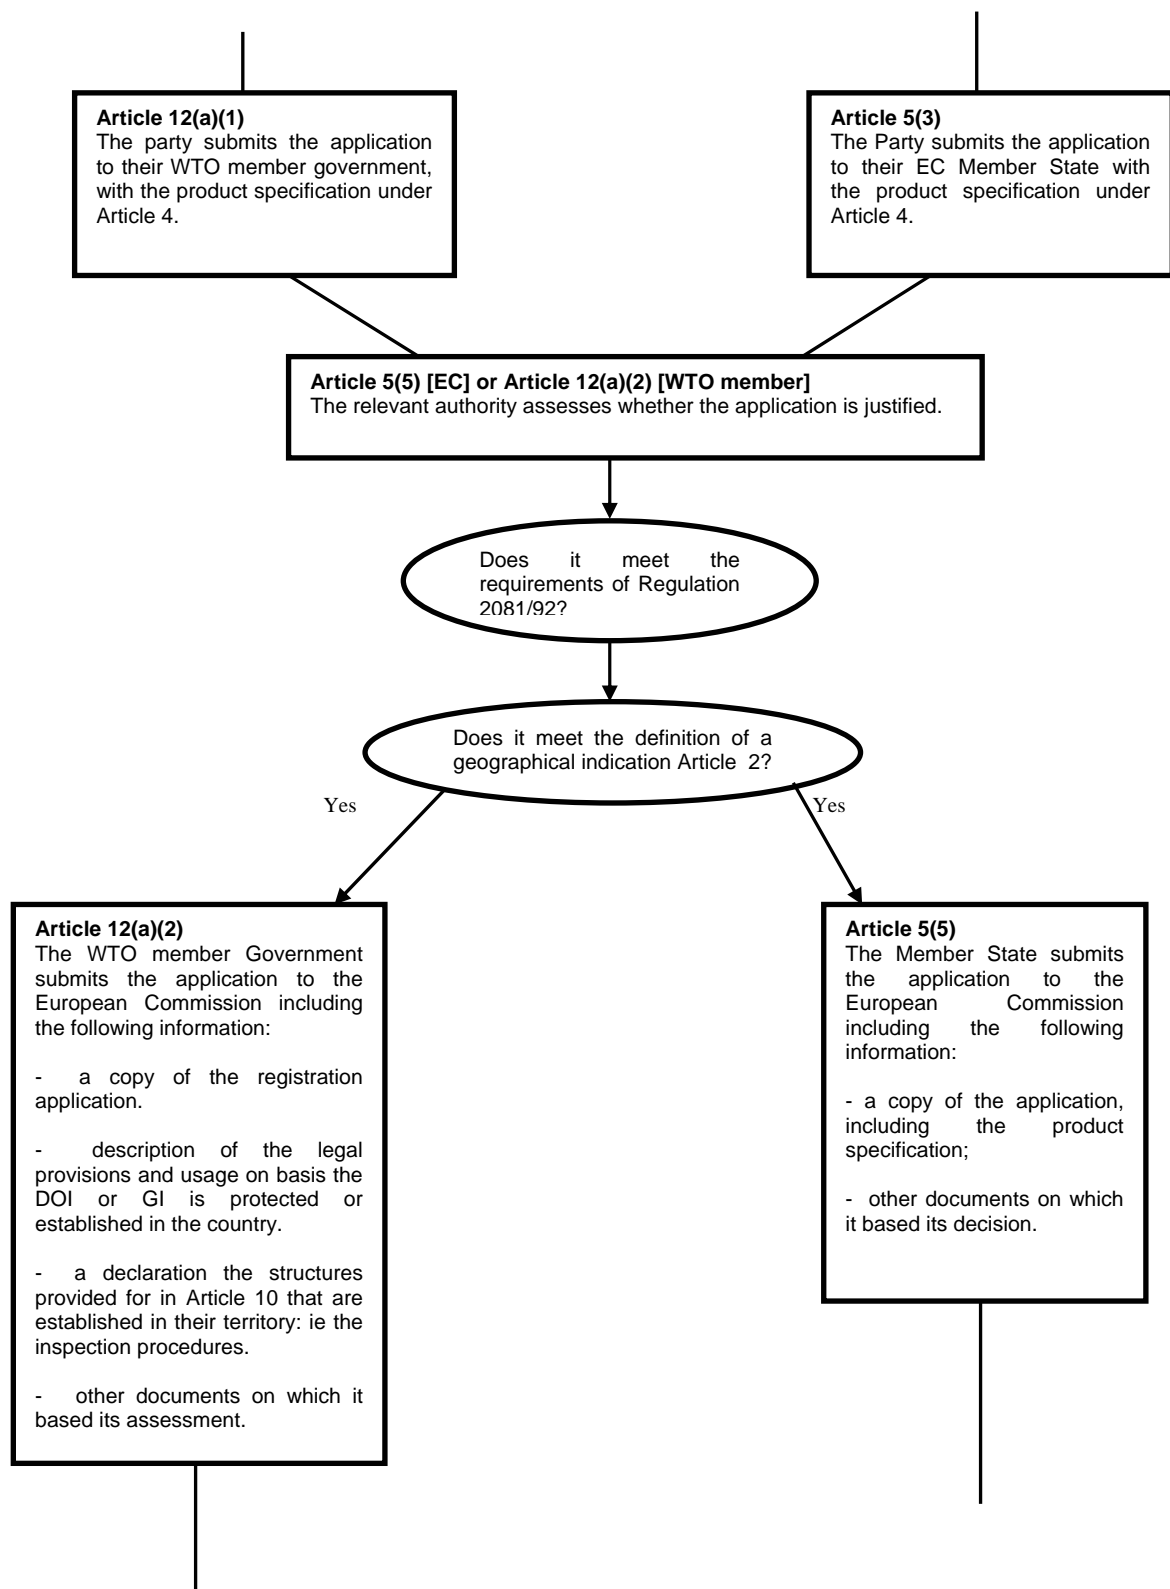 Article 12(a)(1)
The party submits the application
to their WTO member government,
with the product specification under
Article 4.
Article 5(3)
The Party submits the application
to their EC Member State with
the product specification under
Article 4.
Article 5(5) [EC] or Article 12(a)(2) [WTO member]
The relevant authority assesses whether the application is justified.
Does it meet the
requirements of Regulation
2081/92?
Does it meet the definition of a
geographical indication Article 2?
Yes
Yes
Article 12(a)(2)
The WTO member Government
submits the application to the
European Commission including
the following information:
- a copy of the registration
application.
- description of the legal
provisions and usage on basis the
DOI or GI is protected or
established in the country.
- a declaration the structures
provided for in Article 10 that are
established in their territory: ie the
inspection procedures.
- other documents on which it
based its assessment.
Article 5(5)
The Member State submits
the application to the
European Commission
including the following
information:
- a copy of the application,
including the product
specification;
- other documents on which
it based its decision.